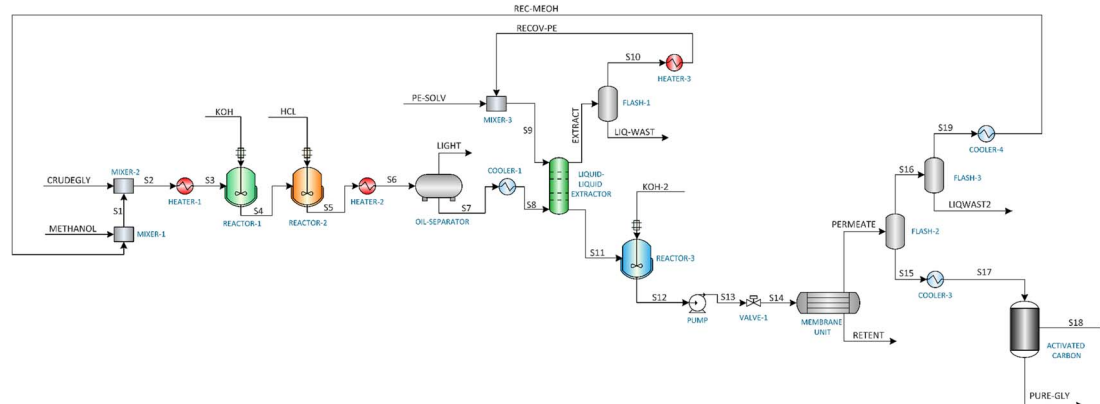 REC-MEOH
RECOV-PE
S10
HEATER-3
PE-SOLV
MIXER-3
FLASH-1
S9
EXTRACT
LIQ-WAST
KOH
HCL
LIGHT
COOLER-1
LIQUID-
LIQUID
EXTRACTOR
S19
COOLER-4
S16
FLASH-3
LIQWAST2
CRUDEGLY
MIXER-2
S2
S3
HEATER-1
REACTOR-1
S4
REACTOR-2
S5
S6
HEATER-2
OIL-SEPARATOR
S7
S8
KOH-2
S1
METHANOL
MIXER-1
S11
REACTOR-3
PERMEATE
FLASH-2
S15
S17
COOLER-3
S12
S13
S14
PUMP
VALVE-1
MEMBRANE
UNIT
RETENT
S18
ACTIVATED
CARBON
PURE-GLY